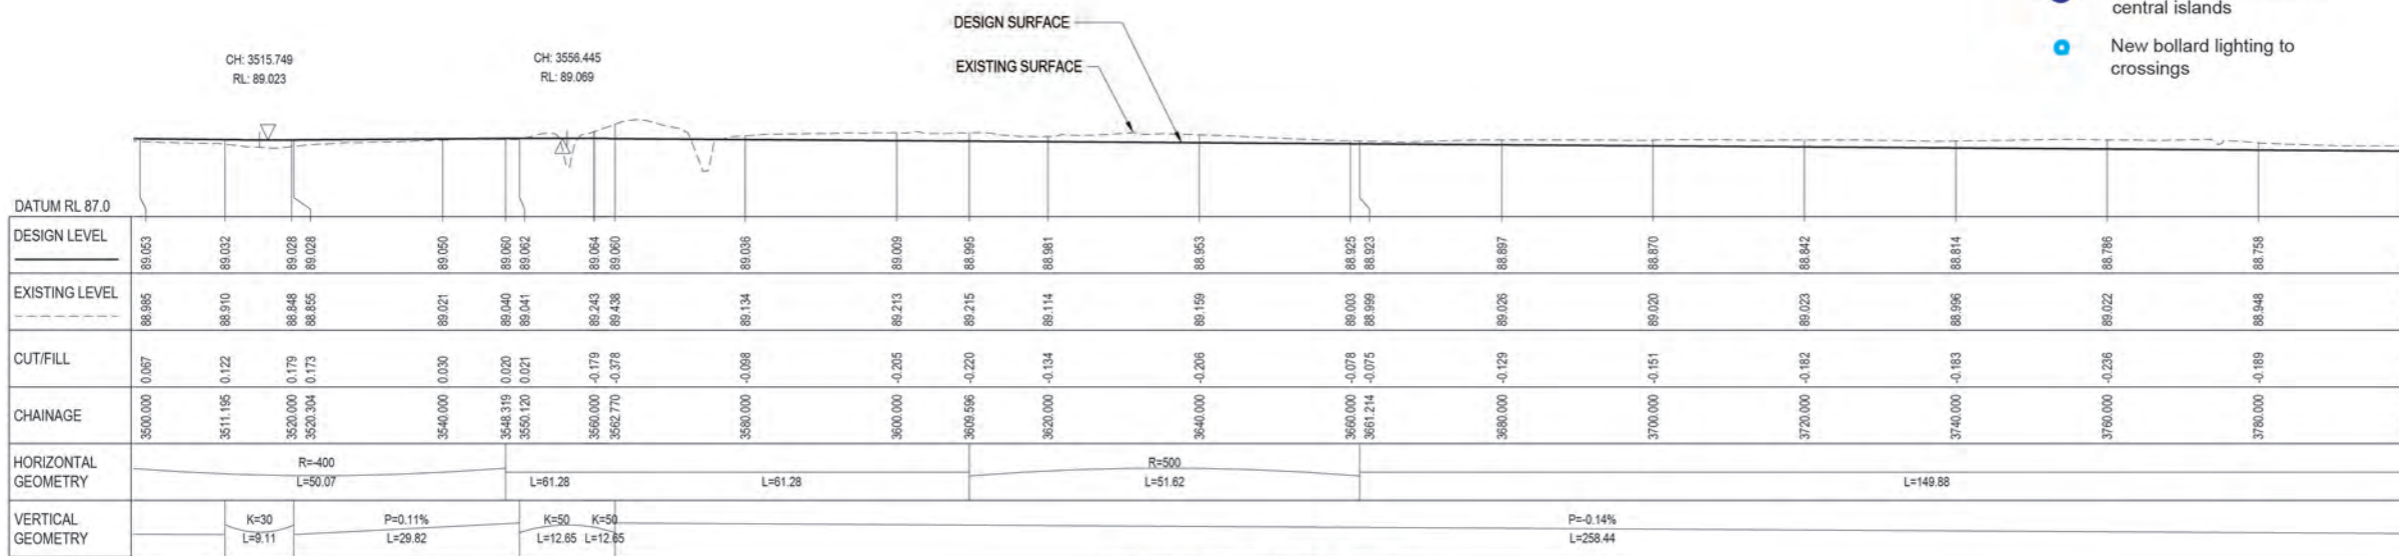 central islands
New bollard lighting to
crossings
DESIGN SURFACE
EXISTING SURFACE
CH: 3515.749
RL: 89.023
CH: 3556.445
RL: 89.069
DATUM RL 87.0
DESIGN LEVEL 89.053 89.032 89.028 89.028 89.050 89.060 89.062 89.064 89.060 89.036 89.009 88.995 88.981 88.953 88.925 88.923 88.897 88.870 88.842 88.814 88.786 88.758
EXISTING LEVEL 88.985 88.910 88.848 88.855 89.021 89.040 89.041 89.243 89.438 89.134 89.213 89.215 89.114 89.159 89.003 88.999 89.026 89.020 89.023 88.996 89.022 88.948
CUT/FILL 0.067 0.122 0.179 0.173 0.030 0.020 0.021 -0.179 -0.378 -0.098 -0.205 -0.220 -0.134 -0.206 -0.078 -0.075 -0.129 -0.151 -0.182 -0.183 -0.236 -0.189
CHAINAGE 3500.000 3511.195 3520.000 3520.304 3540.000 3548.319 3550.120 3560.000 3562.770 3580.000 3600.000 3609.596 3620.000 3640.000 3660.000 3661.214 3680.000 3700.000 3720.000 3740.000 3760.000 3780.000
HORIZONTAL
GEOMETRY
R=-400 R=500
L=50.07 L=61.28 L=61.28 L=51.62 L=149.88
VERTICAL
GEOMETRY
K=30 P=0.11% K=50 K=50 P=-0.14%
L=9.11 L=29.82 L=12.65 L=12.65 L=258.44